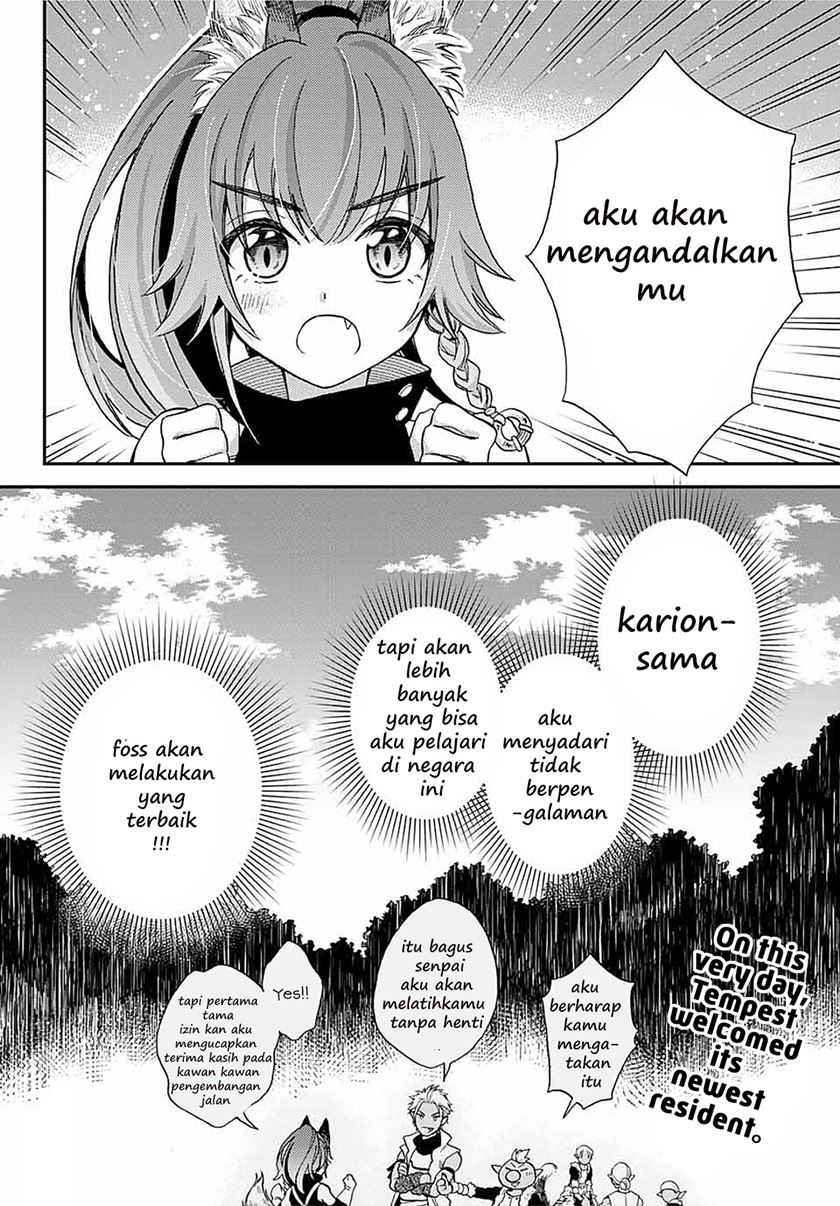 aku akan
mengandalkan
mu
karion-
sama
aku
menyadari
tidak
berpen
-galaman
tapi akan
lebih
banyak
yang bisa
aku pelajari
di negara
ini
foss akan
melakukan
yang
terbaik
!!!
aku
berharap
kamu
menga-
takan
itu
itu bagus
senpai
aku akan
melatihkamu
tanpa henti
Yes!!
tapi pertama
tama
izin kan aku
mengucapkan
terima kasih pada
kawan kawan
pengembangan
jalan
On this
very day,
Tempest
welcomed
its
newest
resident。